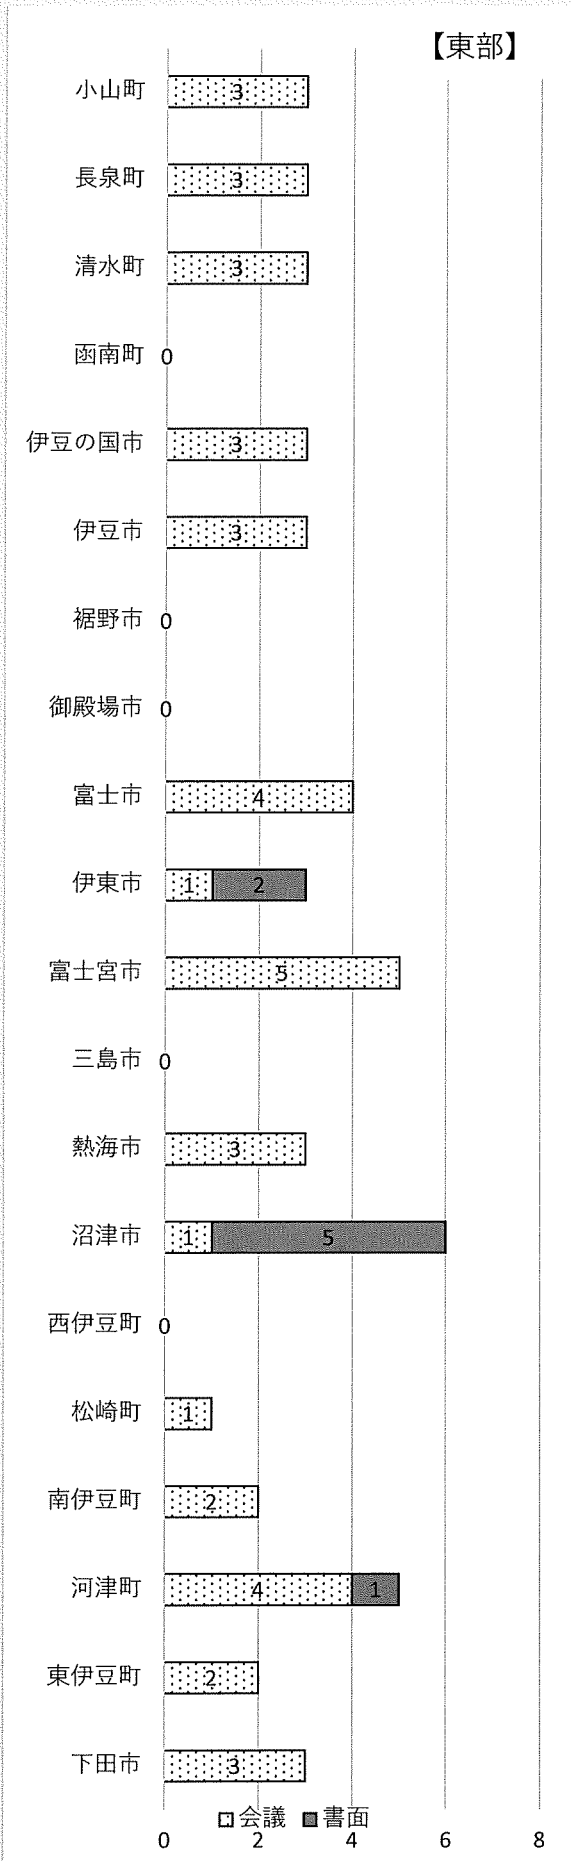 【東部】
小山町 3
長泉町 3
清水町 3
函南町 0
伊豆の国市 3
伊豆市 3
裾野市 0
御殿場市 0
富士市 4
伊東市 1 2
富士宮市 5
三島市 0
熱海市 3
沼津市 1 5
西伊豆町 0
松崎町 1
南伊豆町 2
河津町 4 1
東伊豆町 2
下田市 3
会議 書面
0 2 4 6 8